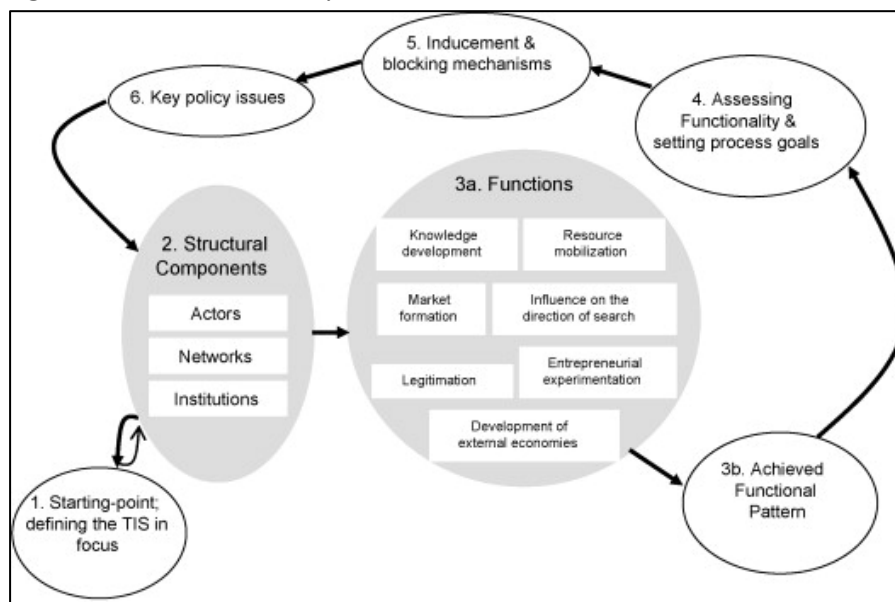 5. Inducement &
blocking mechanisms
6. Key policy issues
4. Assessing
Functionality &
setting process goals
3a. Functions
Knowledge
development
Resource
mobilization
2. Structural
Components
Market
formation
Influence on the
direction of search
Actors
Networks
Institutions
Legitimation
Entrepreneurial
experimentation
Development of
external economies
3b. Achieved
Functional
Pattern
1. Starting-point;
defining the TIS in
focus